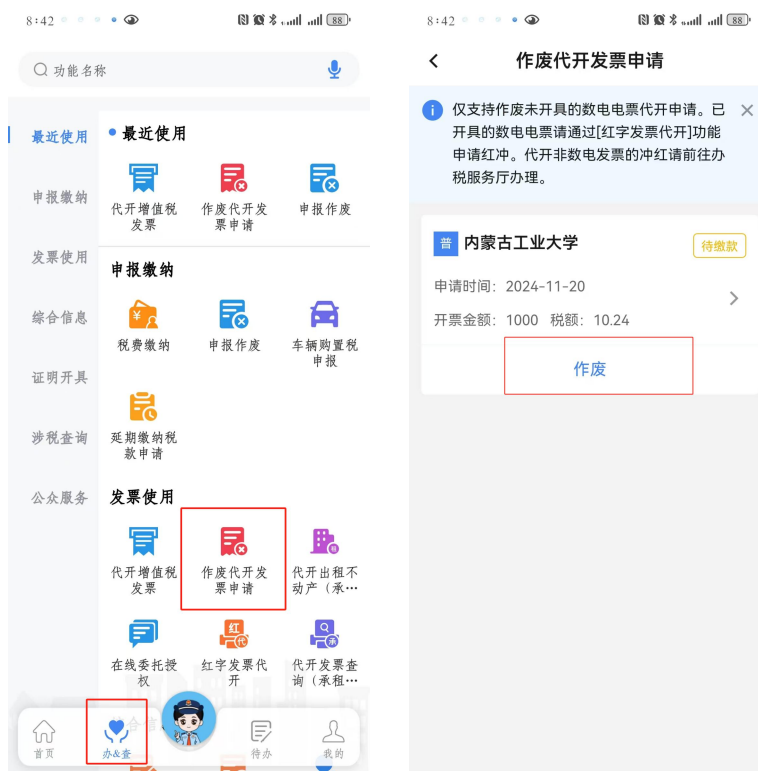 8:42
88
功能名称
最近使用
申报缴纳
发票使用
综合信息
证明开具
涉税查询
公众服务
最近使用
代开增值税
发票
作废代开发
票申请
申报作废
申报缴纳
税费缴纳
申报作废
车辆购置税
申报
延期缴纳税
款申请
发票使用
代开增值税
发票
作废代开发
票申请
代开出租不
动产（承…
在线委托授
权
红字发票代
开
代开发票查
询（承租…
首页
办&查
待办
我的
8:42
88
作废代开发票申请
仅支持作废未开具的数电电票代开申请。已
开具的数电电票请通过[红字发票代开]功能
申请红冲。代开非数电发票的冲红请前往办
税服务厅办理。
普 内蒙古工业大学
待缴款
申请时间：2024-11-20
开票金额：1000 税额：10.24
作废